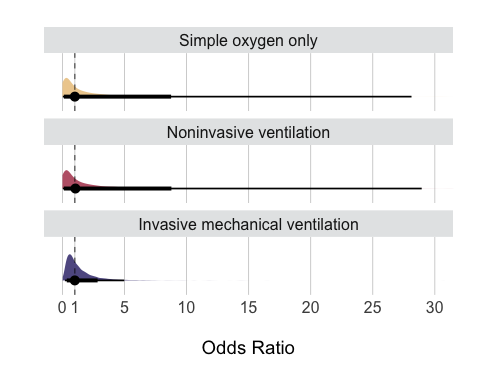 Simple oxygen only
Noninvasive ventilation
Invasive mechanical ventilation
0 1 5 10 15 20 25 30
Odds Ratio